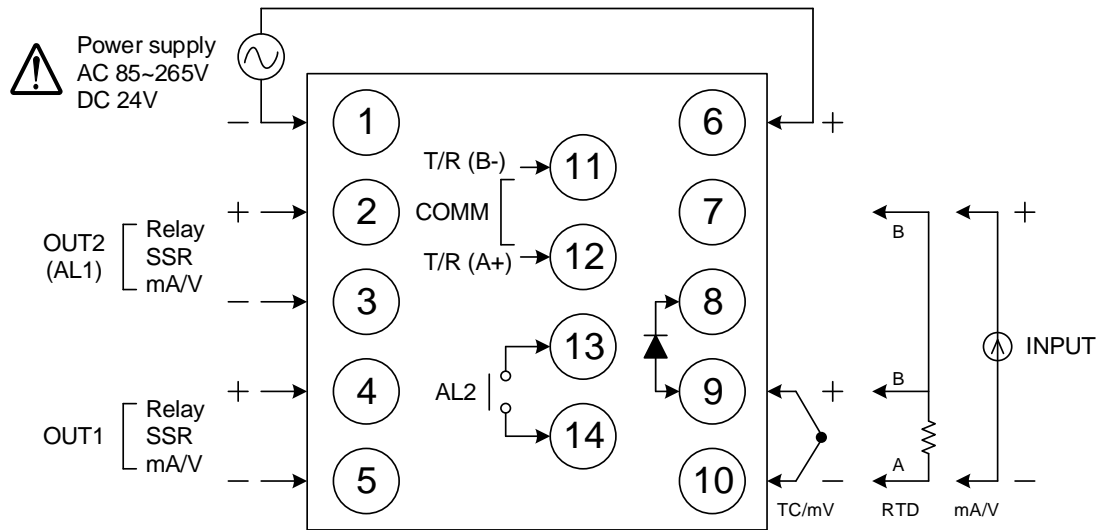 Power supply
AC 85~265V
DC 24V
− 1
6 +
T/R (B-) 11
+ 2
COMM
7
B
+
OUT2
(AL1)
Relay
SSR
mA/V
T/R (A+) 12
− 3
8
13
INPUT
+ 4
AL2
9 +
B
OUT1
Relay
SSR
mA/V
14
− 5
10 −
A
−
TC/mV
RTD
mA/V